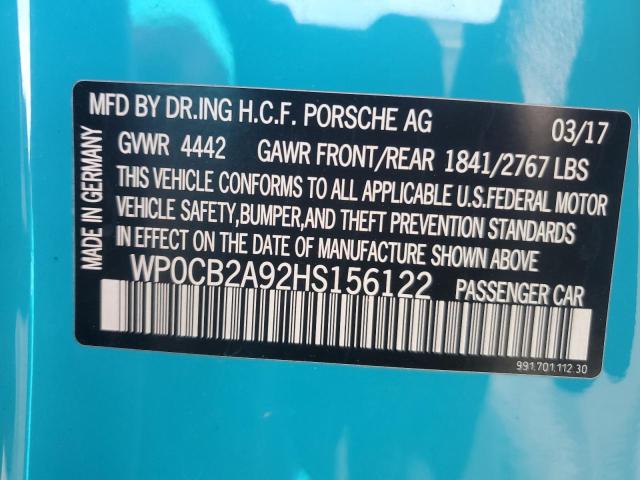 MFD BY DR.ING H.C.F. PORSCHE AG 03/17
GVWR 4442 GAWR FRONT/REAR 1841/2767 LBS
THIS VEHICLE CONFORMS TO ALL APPLICABLE U.S.FEDERAL MOTOR
VEHICLE SAFETY,BUMPER,AND THEFT PREVENTION STANDARDS
IN EFFECT ON THE DATE OF MANUFACTURE SHOWN ABOVE
WP0CB2A92HS156122 PASSENGER CAR
MADE IN GERMANY
991.701.112.30